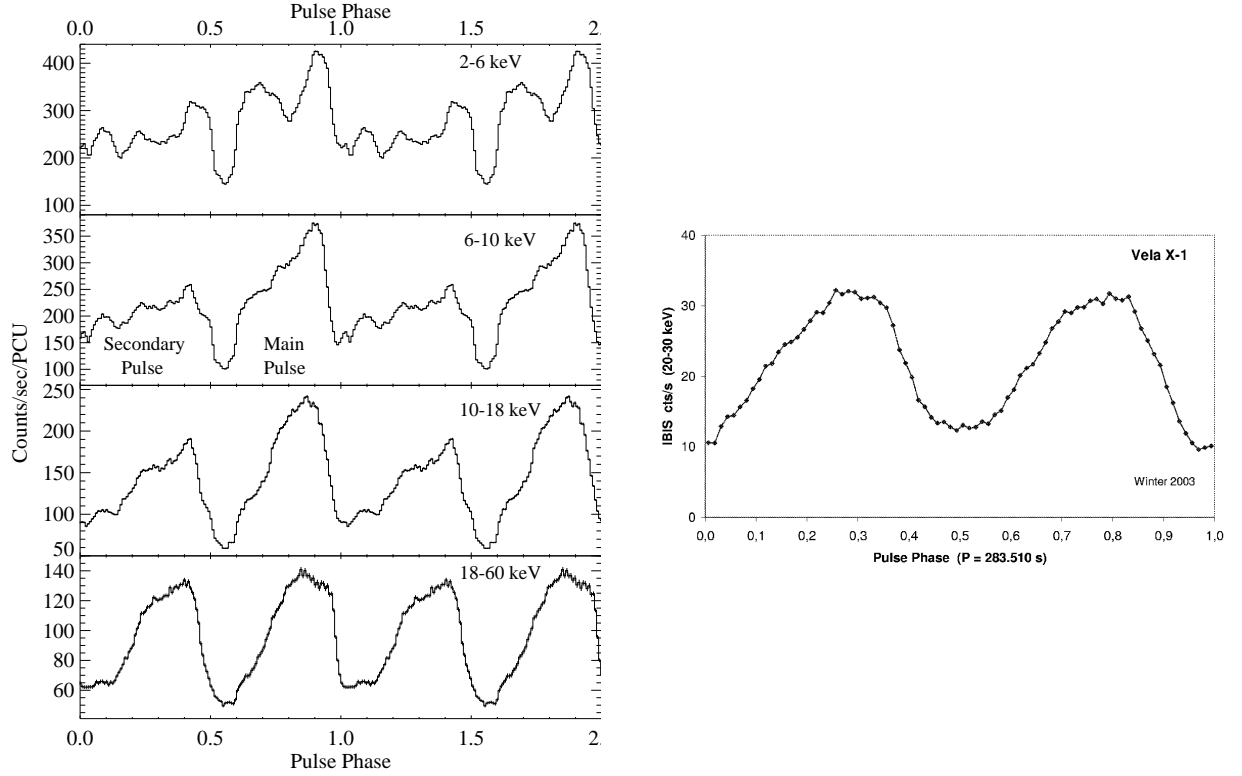 Pulse Phase
0.0 0.5 1.0 1.5 2.
2-6 keV
400
300
200
100
6-10 keV
350
300
250
200
150
100
Secondary Main
Pulse Pulse
10-18 keV
250
200
150
100
50
18-60 keV
140
120
100
80
60
0.0 0.5 1.0 1.5 2.
Pulse Phase
Counts/sec/PCU
Vela X-1
40
30
20
10
0
IBIS cts/s (20-30 keV)
Winter 2003
0,0 0,1 0,2 0,3 0,4 0,5 0,6 0,7 0,8 0,9 1,0
Pulse Phase (P = 283.510 s)